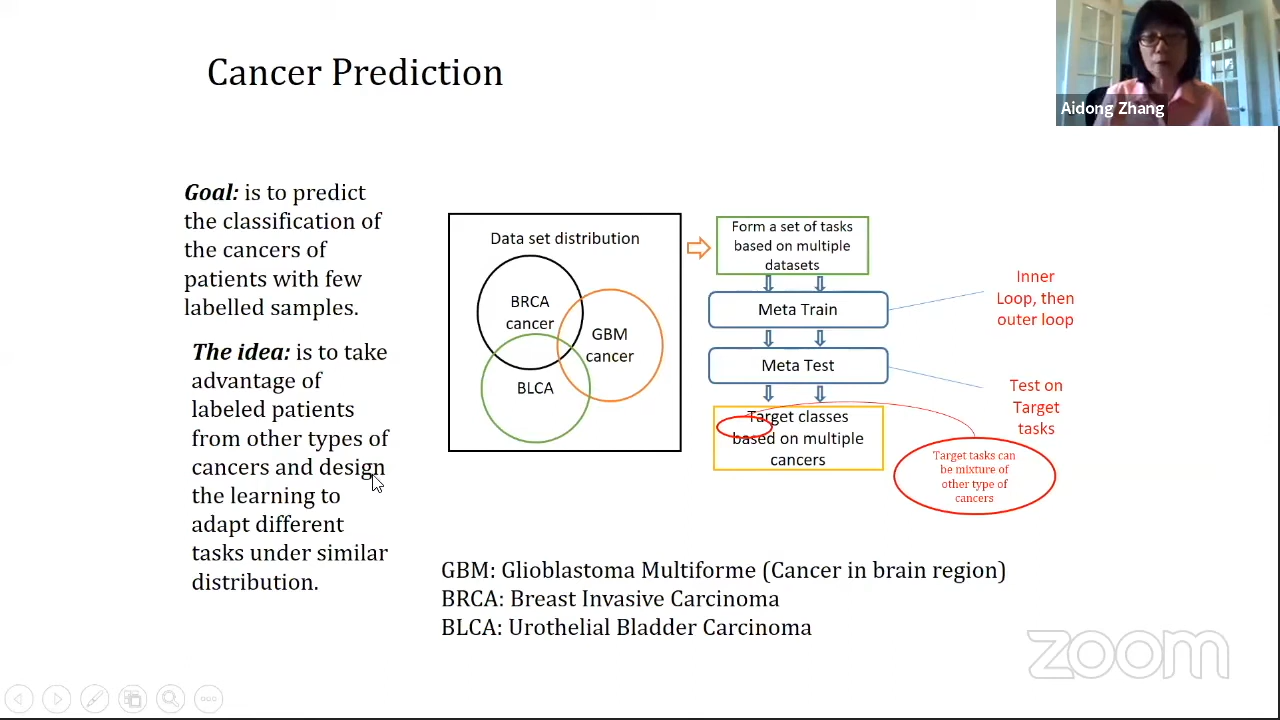 Cancer Prediction
Aidong Zhang
Goal: is to predict
the classification of
the cancers of
patients with few
labelled samples.
The idea: is to take
advantage of
labeled patients
from other types of
cancers and design
the learning to
adapt different
tasks under similar
distribution.
Data set distribution
BRCA
cancer
GBM
cancer
BLCA
Form a set of tasks
based on multiple
datasets
Meta Train
Meta Test
Target classes
based on multiple
cancers
Inner
Loop, then
outer loop
Test on
Target
tasks
Target tasks can
be mixture of
other type of
cancers
GBM: Glioblastoma Multiforme (Cancer in brain region)
BRCA: Breast Invasive Carcinoma
BLCA: Urothelial Bladder Carcinoma
zoom